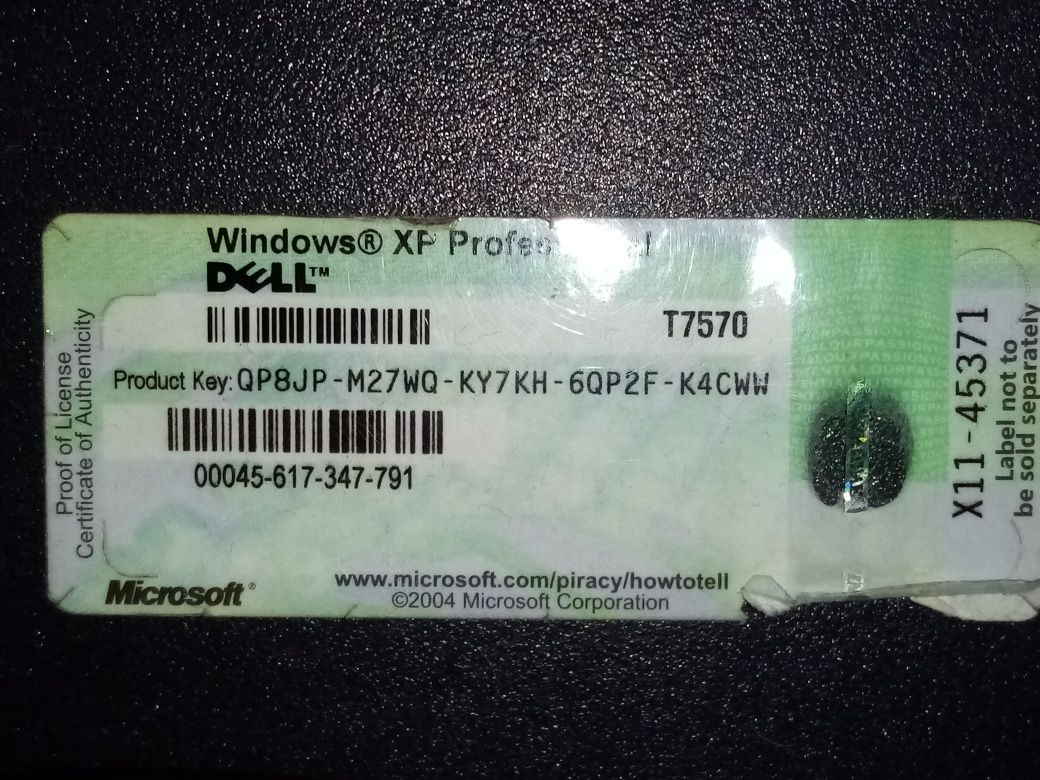 Windows® XP Profes al
DELL™
T7570
Product Key: QP8JP-M27WQ-KY7KH-6QP2F-K4CWW
00045-617-347-791
Proof of License
Certificate of Authenticity
Microsoft®
www.microsoft.com/piracy/howtotell
©2004 Microsoft Corporation
X11-45371
Label not to
be sold separately